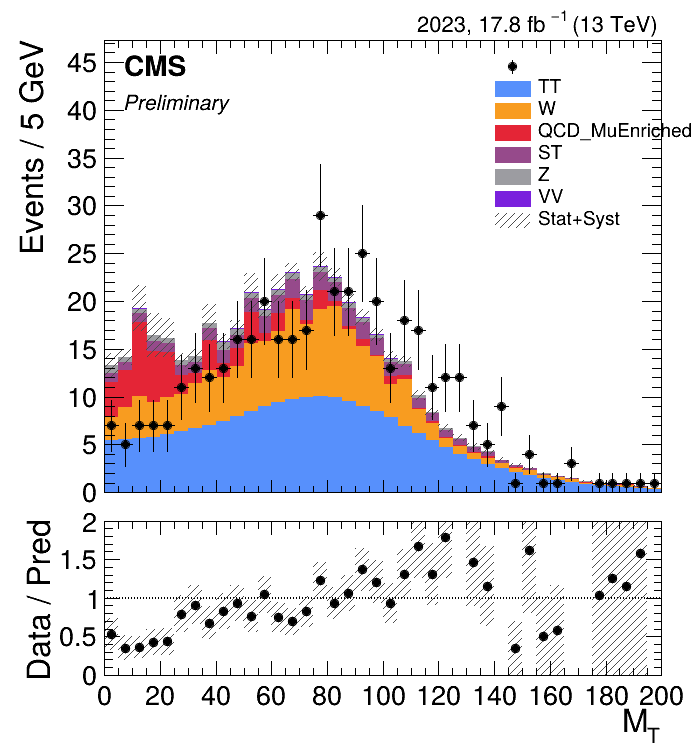 2023, 17.8 fb⁻¹ (13 TeV)
Events / 5 GeV
45
40
35
30
25
20
15
10
5
0
CMS
Preliminary
TT
W
QCD_MuEnriched
ST
Z
VV
Stat+Syst
Data / Pred
2
1.5
1
0.5
0
0 20 40 60 80 100 120 140 160 180 200
M_T